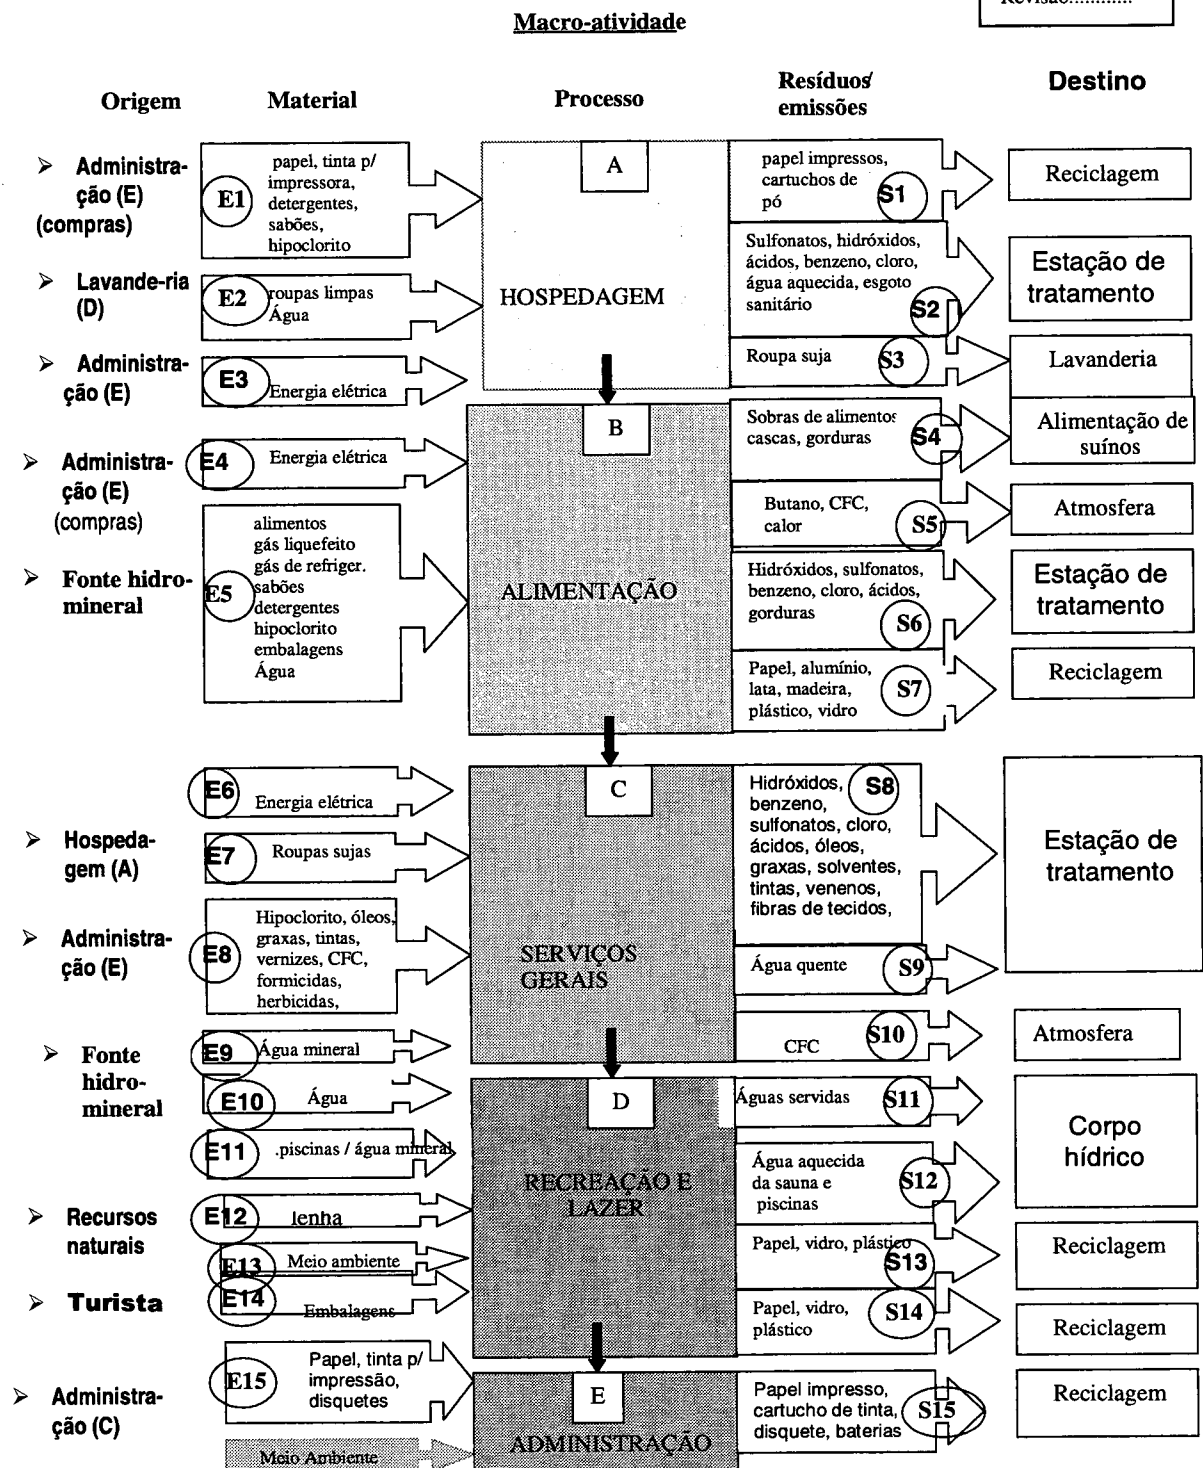 Revisão............
Macro-atividade
Origem
Material
Processo
Resíduos/
emissões
Destino
➢ Administra-
ção (E)
(compras)
E1
papel, tinta p/
impressora,
detergentes,
sabões,
hipoclorito
A
papel impressos,
cartuchos de
pó
S1
Reciclagem
➢ Lavande-ria
(D)
E2
roupas limpas
Água
HOSPEDAGEM
Sulfonatos, hidróxidos,
ácidos, benzeno, cloro,
água aquecida, esgoto
sanitário
S2
Estação de
tratamento
➢ Administra-
ção (E)
E3
Energia elétrica
Roupa suja
S3
Lavanderia
➢ Administra-
ção (E)
(compras)
E4
Energia elétrica
B
Sobras de alimentos
cascas, gorduras
S4
Alimentação de
suínos
Butano, CFC,
calor
S5
Atmosfera
➢ Fonte hidro-
mineral
E5
alimentos
gás liquefeito
gás de refriger.
sabões
detergentes
hipoclorito
embalagens
Água
ALIMENTAÇÃO
Hidróxidos, sulfonatos,
benzeno, cloro, ácidos,
gorduras
S6
Estação de
tratamento
Papel, alumínio,
lata, madeira,
plástico, vidro
S7
Reciclagem
E6
Energia elétrica
C
Hidróxidos,
benzeno,
sulfonatos, cloro,
ácidos, óleos,
graxas, solventes,
tintas, venenos,
fibras de tecidos,
S8
Estação de
tratamento
➢ Hospeda-
gem (A)
E7
Roupas sujas
➢ Administra-
ção (E)
E8
Hipoclorito, óleos,
graxas, tintas,
vernizes, CFC,
formicidas,
herbicidas,
SERVIÇOS
GERAIS
Água quente
S9
CFC
S10
Atmosfera
➢ Fonte
hidro-
mineral
E9
Água mineral
E10
Água
D
Águas servidas
S11
Corpo
hídrico
E11
.piscinas / água mineral
RECREAÇÃO E
LAZER
Água aquecida
da sauna e
piscinas
S12
➢ Recursos
naturais
E12
lenha
E13
Meio ambiente
Papel, vidro, plástico
S13
Reciclagem
➢ Turista
E14
Embalagens
Papel, vidro,
plástico
S14
Reciclagem
➢ Administra-
ção (C)
E15
Papel, tinta p/
impressão,
disquetes
E
ADMINISTRAÇÃO
Papel impresso,
cartucho de tinta,
disquete, baterias
S15
Reciclagem
Meio Ambiente